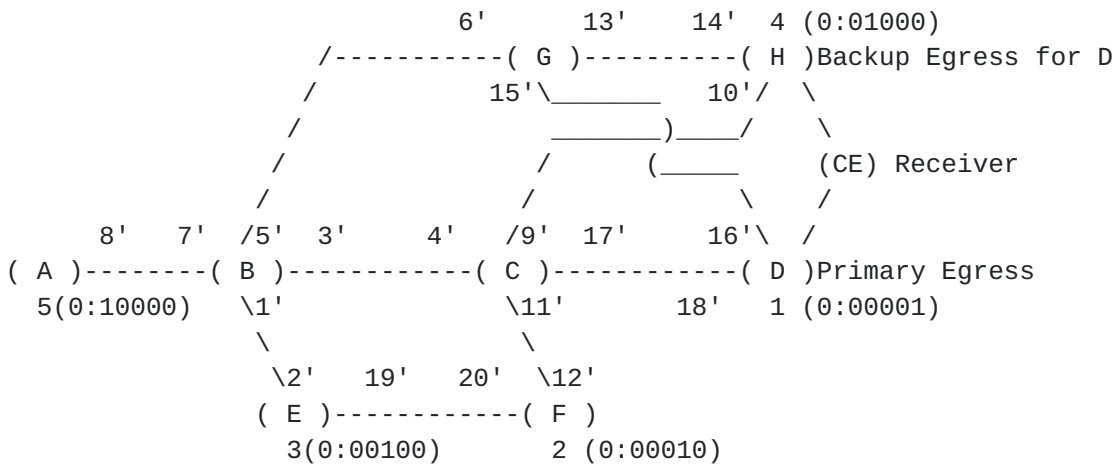 6' 13' 14' 4 (0:01000)
/-----------( G )----------( H )Backup Egress for D
/ 15'\_______ 10'/ \
/ _______)____/ \
/ / (_____ (CE) Receiver
/ / \ /
8' 7' /5' 3' 4' /9' 17' 16'\ /
( A )--------( B )------------( C )------------( D )Primary Egress
5(0:10000) \1' \11' 18' 1 (0:00001)
\ \
\2' 19' 20' \12'
( E )------------( F )
3(0:00100) 2 (0:00010)